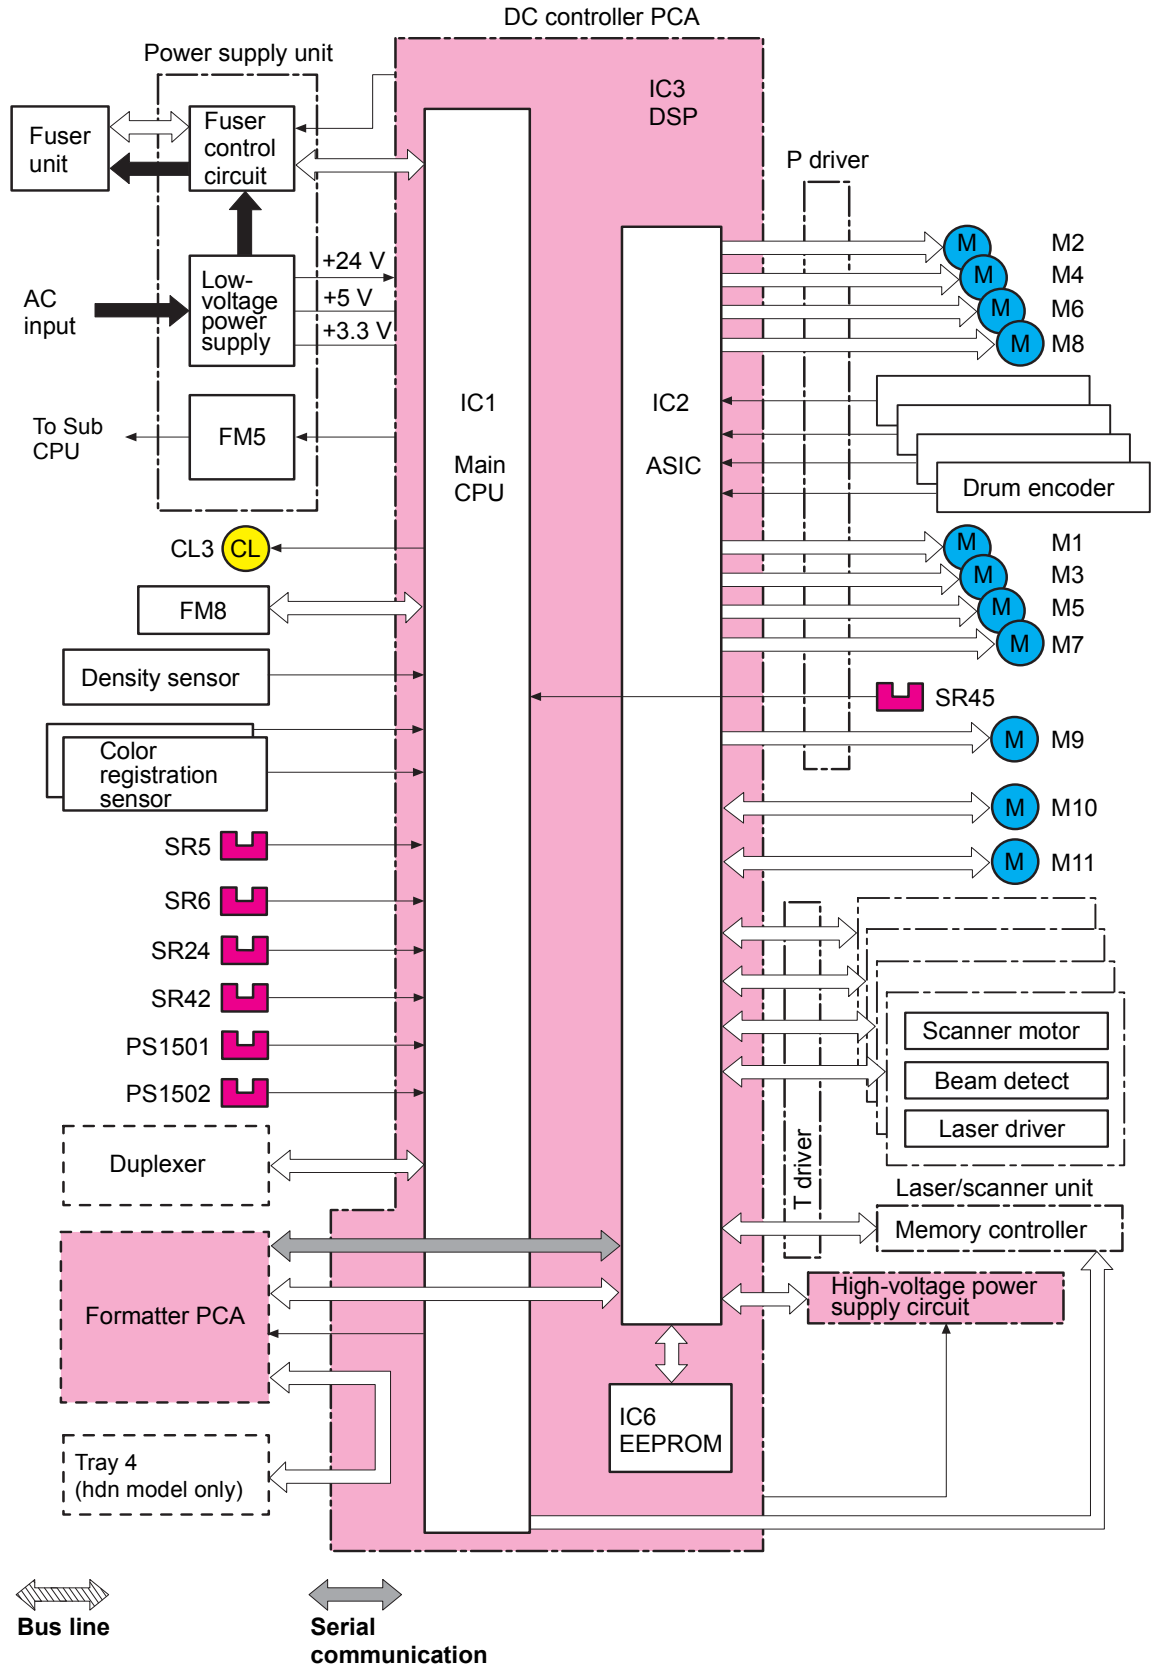 DC controller PCA
Power supply unit
IC3
DSP
Fuser
unit
Fuser
control
circuit
P driver
+24 V
+5 V
+3.3 V
Low-
voltage
power
supply
AC
input
M M2
M M4
M M6
M M8
IC1
Main
CPU
IC2
ASIC
To Sub
CPU
FM5
Drum encoder
CL3 CL
M M1
M M3
M M5
M M7
FM8
Density sensor
SR45
Color
registration
sensor
M M9
M M10
M M11
SR5
SR6
SR24
SR42
PS1501
PS1502
Scanner motor
Beam detect
Laser driver
T driver
Duplexer
Laser/scanner unit
Memory controller
Formatter PCA
High-voltage power
supply circuit
IC6
EEPROM
Tray 4
(hdn model only)
Bus line
Serial
communication